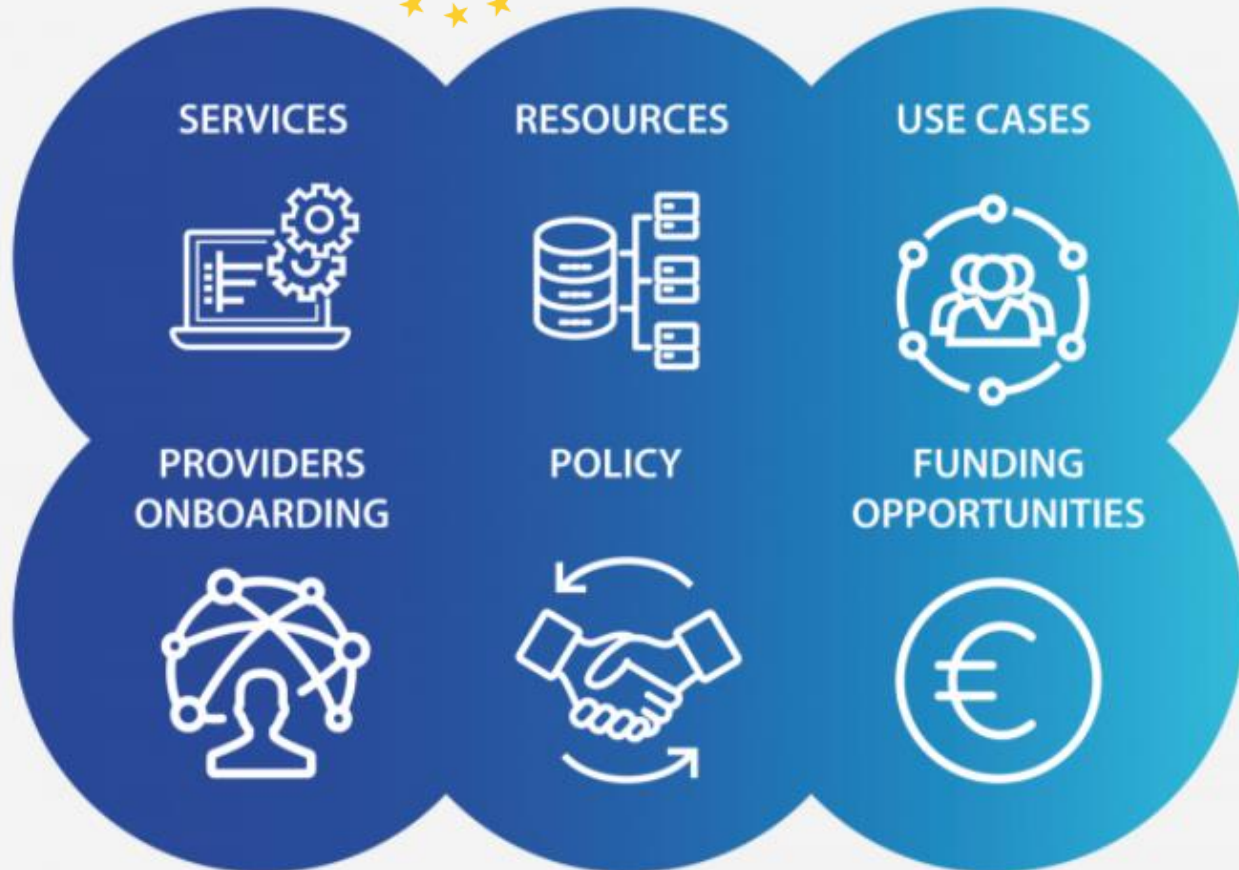 SERVICES
RESOURCES
USE CASES
PROVIDERS
ONBOARDING
POLICY
FUNDING
OPPORTUNITIES